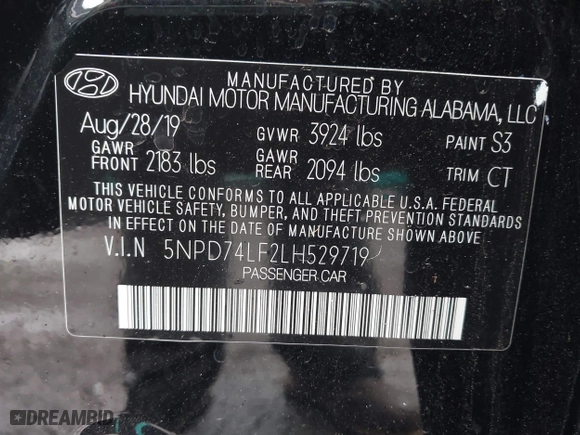 MANUFACTURED BY
HYUNDAI MOTOR MANUFACTURING ALABAMA, LLC
Aug/28/19 GVWR 3924 lbs PAINT S3
GAWR FRONT 2183 lbs GAWR REAR 2094 lbs TRIM CT
THIS VEHICLE CONFORMS TO ALL APPLICABLE U.S.A. FEDERAL
MOTOR VEHICLE SAFETY, BUMPER, AND THEFT PREVENTION STANDARDS
IN EFFECT ON THE DATE OF MANUFACTURE SHOWN ABOVE.
V.I.N 5NPD74LF2LH529719
PASSENGER CAR
DREAMBID